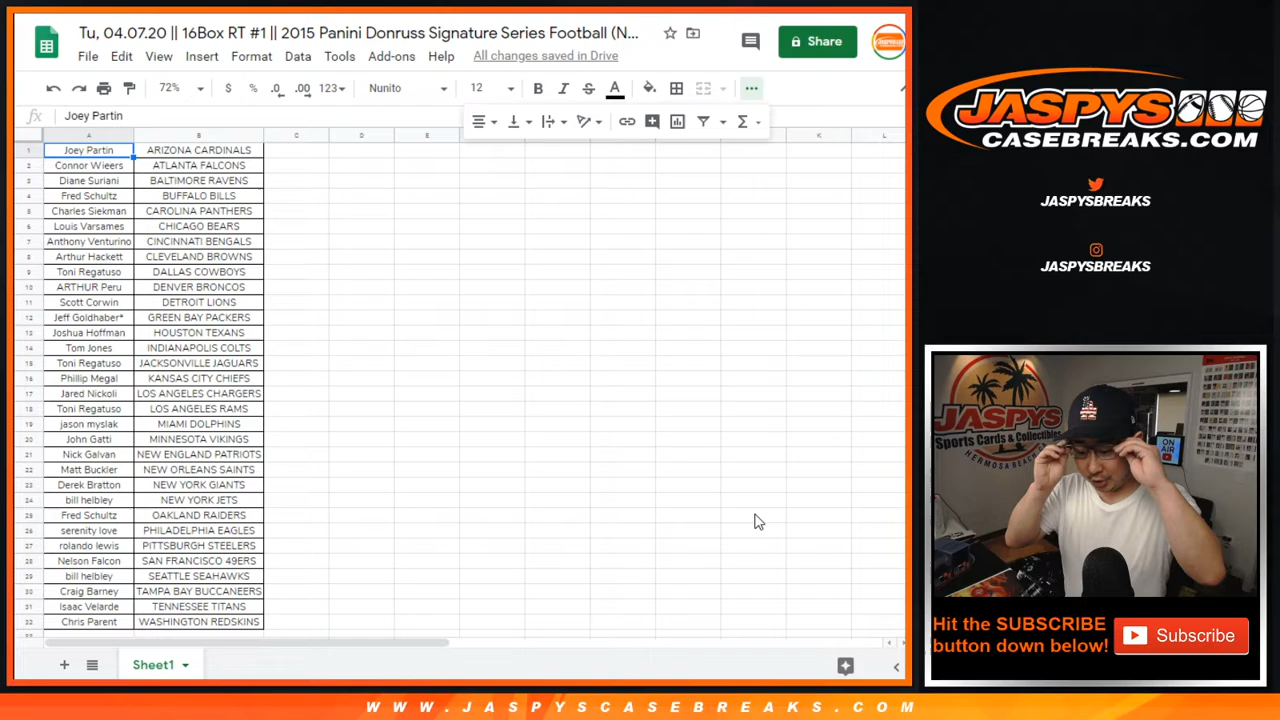 Tu, 04.07.20 || 16Box RT #1 || 2015 Panini Donruss Signature Series Football (N...
File Edit View Insert Format Data Tools Add-ons Help All changes saved in Drive
Share
72% $ % .0 .00 123 Nunito 12 B I S A
fx Joey Partin
A B C D E K L
1 Joey Partin ARIZONA CARDINALS
2 Connor Wieers ATLANTA FALCONS
3 Diane Suriani BALTIMORE RAVENS
4 Fred Schultz BUFFALO BILLS
5 Charles Siekman CAROLINA PANTHERS
6 Louis Varsames CHICAGO BEARS
7 Anthony Venturino CINCINNATI BENGALS
8 Arthur Hackett CLEVELAND BROWNS
9 Toni Regatuso DALLAS COWBOYS
10 ARTHUR Peru DENVER BRONCOS
11 Scott Corwin DETROIT LIONS
12 Jeff Goldhaber* GREEN BAY PACKERS
13 Joshua Hoffman HOUSTON TEXANS
14 Tom Jones INDIANAPOLIS COLTS
15 Toni Regatuso JACKSONVILLE JAGUARS
16 Phillip Megal KANSAS CITY CHIEFS
17 Jared Nickoli LOS ANGELES CHARGERS
18 Toni Regatuso LOS ANGELES RAMS
19 jason myslak MIAMI DOLPHINS
20 John Gatti MINNESOTA VIKINGS
21 Nick Galvan NEW ENGLAND PATRIOTS
22 Matt Buckler NEW ORLEANS SAINTS
23 Derek Bratton NEW YORK GIANTS
24 bill helbley NEW YORK JETS
25 Fred Schultz OAKLAND RAIDERS
26 serenity love PHILADELPHIA EAGLES
27 rolando lewis PITTSBURGH STEELERS
28 Nelson Falcon SAN FRANCISCO 49ERS
29 bill helbley SEATTLE SEAHAWKS
30 Craig Barney TAMPA BAY BUCCANEERS
31 Isaac Velarde TENNESSEE TITANS
32 Chris Parent WASHINGTON REDSKINS
Sheet1
JASPYS
CASEBREAKS.COM
JASPYSBREAKS
JASPYSBREAKS
JASPYS
Sports Cards & Collectibles
HERMOSA BEACH
ON AIR
Hit the SUBSCRIBE
button down below!
Subscribe
WWW.JASPYSCASEBREAKS.COM